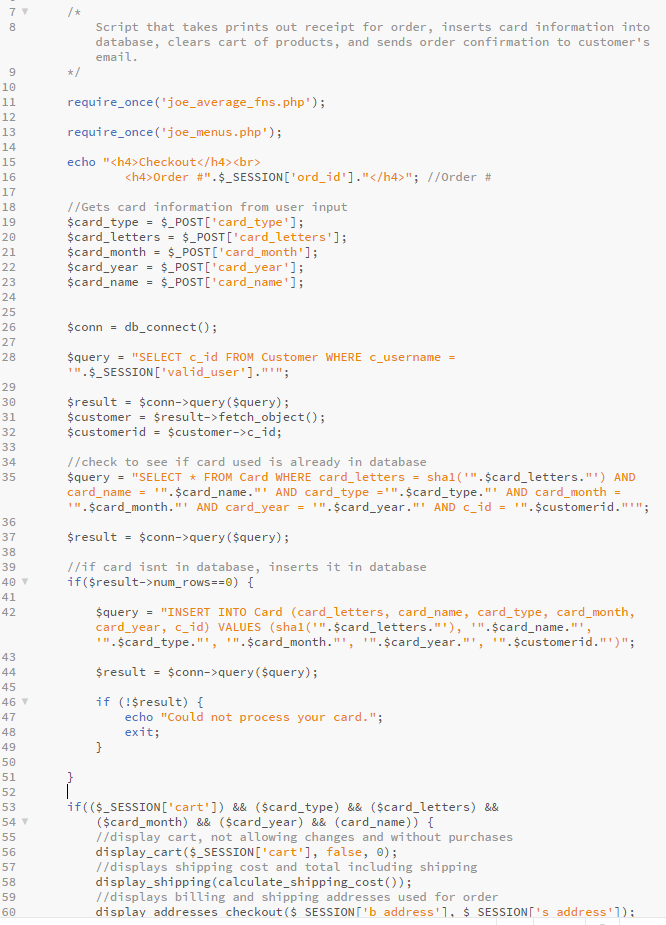 7 /*
8 Script that takes prints out receipt for order, inserts card information into
database, clears cart of products, and sends order confirmation to customer's
email.
9 */
10
11 require_once('joe_average_fns.php');
12
13 require_once('joe_menus.php');
14
15 echo "<h4>Checkout</h4><br>
16 <h4>Order #".$_SESSION['ord_id']."</h4>"; //Order #
17
18 //Gets card information from user input
19 $card_type = $_POST['card_type'];
20 $card_letters = $_POST['card_letters'];
21 $card_month = $_POST['card_month'];
22 $card_year = $_POST['card_year'];
23 $card_name = $_POST['card_name'];
24
25
26 $conn = db_connect();
27
28 $query = "SELECT c_id FROM Customer WHERE c_username =
'".$_SESSION['valid_user']."'";
29
30 $result = $conn->query($query);
31 $customer = $result->fetch_object();
32 $customerid = $customer->c_id;
33
34 //check to see if card used is already in database
35 $query = "SELECT * FROM Card WHERE card_letters = sha1('".$card_letters."') AND
card_name = '".$card_name."' AND card_type ='".$card_type."' AND card_month =
'".$card_month."' AND card_year = '".$card_year."' AND c_id = '".$customerid."'";
36
37 $result = $conn->query($query);
38
39 //if card isnt in database, inserts it in database
40 if($result->num_rows==0) {
41
42 $query = "INSERT INTO Card (card_letters, card_name, card_type, card_month,
card_year, c_id) VALUES (sha1('".$card_letters."'), '".$card_name."',
'".$card_type."', '".$card_month."', '".$card_year."', '".$customerid."')";
43
44 $result = $conn->query($query);
45
46 if (!$result) {
47 echo "Could not process your card.";
48 exit;
49 }
50
51 }
52
53 if(($_SESSION['cart']) && ($card_type) && ($card_letters) &&
54 ($card_month) && ($card_year) && (card_name)) {
55 //display cart, not allowing changes and without purchases
56 display_cart($_SESSION['cart'], false, 0);
57 //displays shipping cost and total including shipping
58 display_shipping(calculate_shipping_cost());
59 //displays billing and shipping addresses used for order
60 display_addresses_checkout($_SESSION['b_address'], $_SESSION['s_address']);